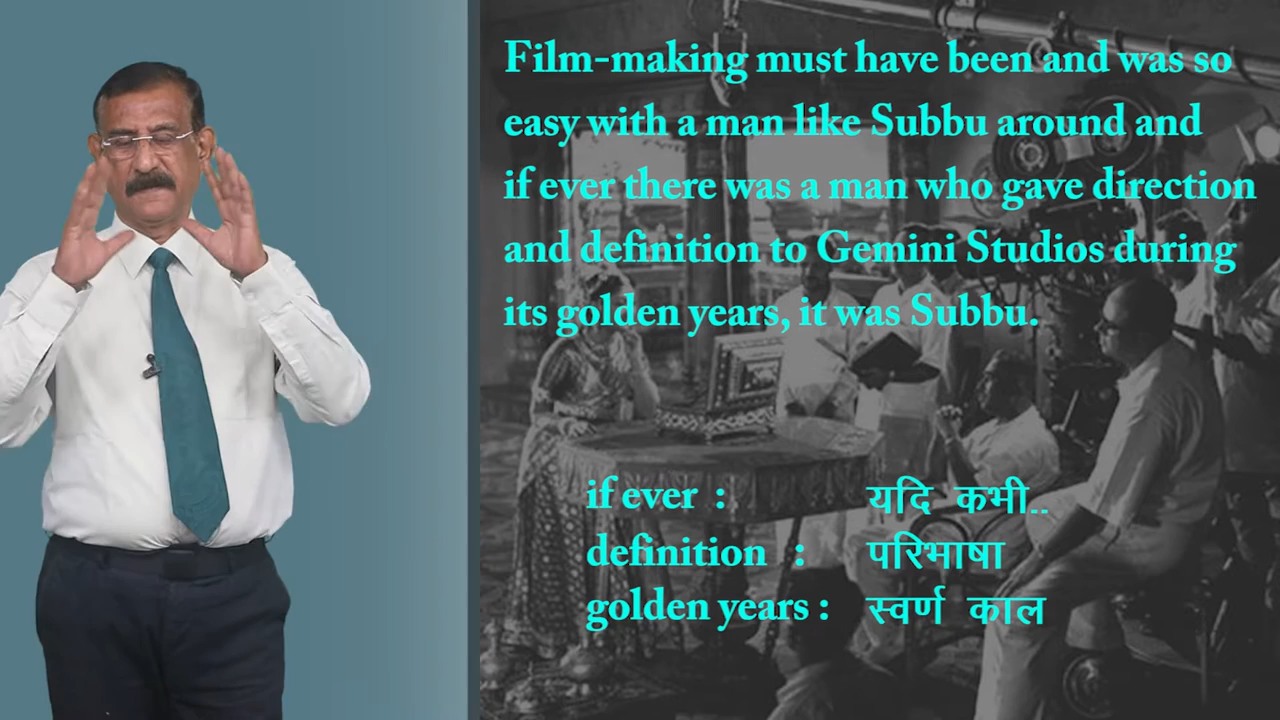 Film-making must have been and was so
easy with a man like Subbu around and
if ever there was a man who gave direction
and definition to Gemini Studios during
its golden years, it was Subbu.
if ever : यदि कभी..
definition : परिभाषा
golden years : स्वर्ण काल